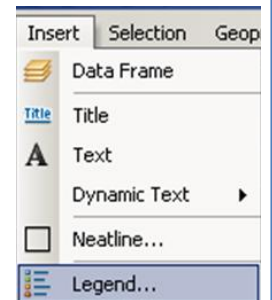 Insert Selection Geop
Data Frame
Title Title
A Text
Dynamic Text
Neatline...
Legend...